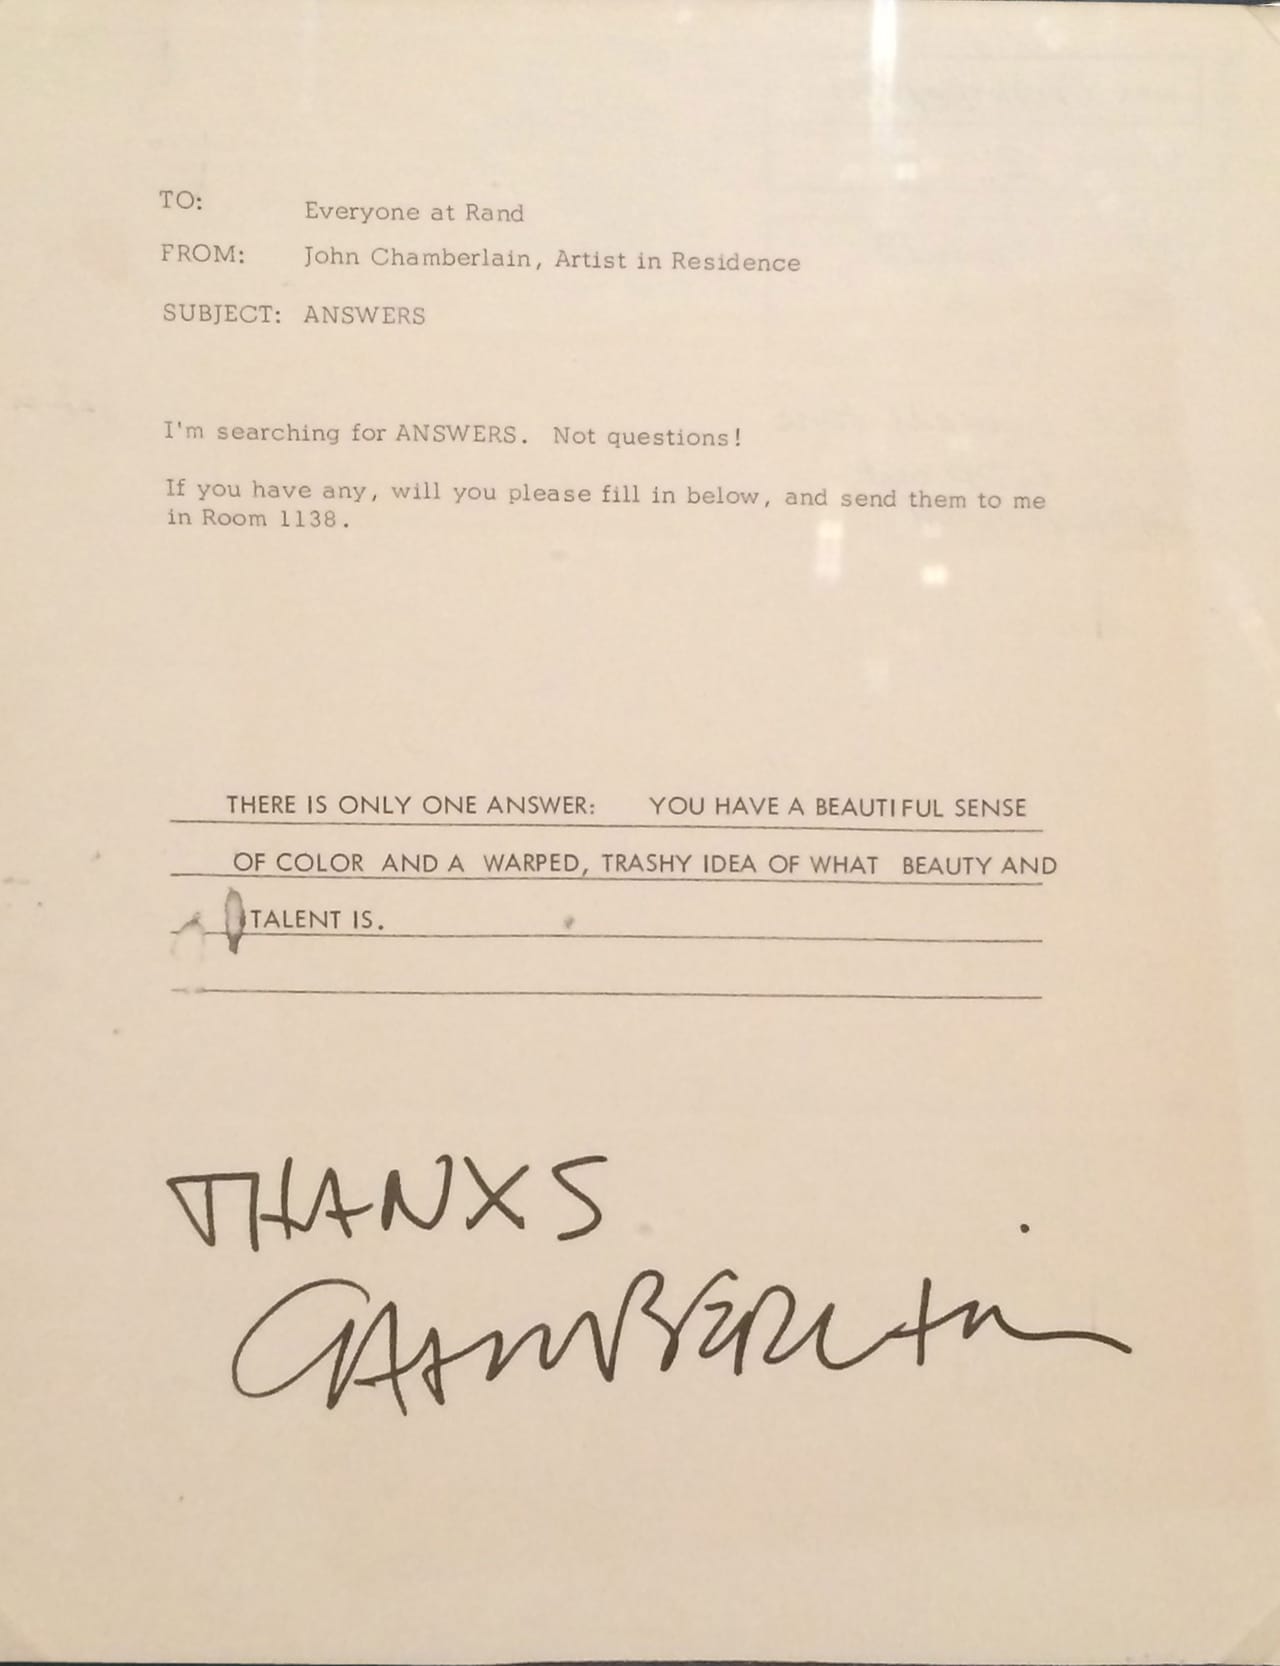 TO: Everyone at Rand
FROM: John Chamberlain, Artist in Residence
SUBJECT: ANSWERS
I'm searching for ANSWERS. Not questions!
If you have any, will you please fill in below, and send them to me
in Room 1138.
THERE IS ONLY ONE ANSWER: YOU HAVE A BEAUTIFUL SENSE
OF COLOR AND A WARPED, TRASHY IDEA OF WHAT BEAUTY AND
TALENT IS.
THANXS
CHAMBERLAIN